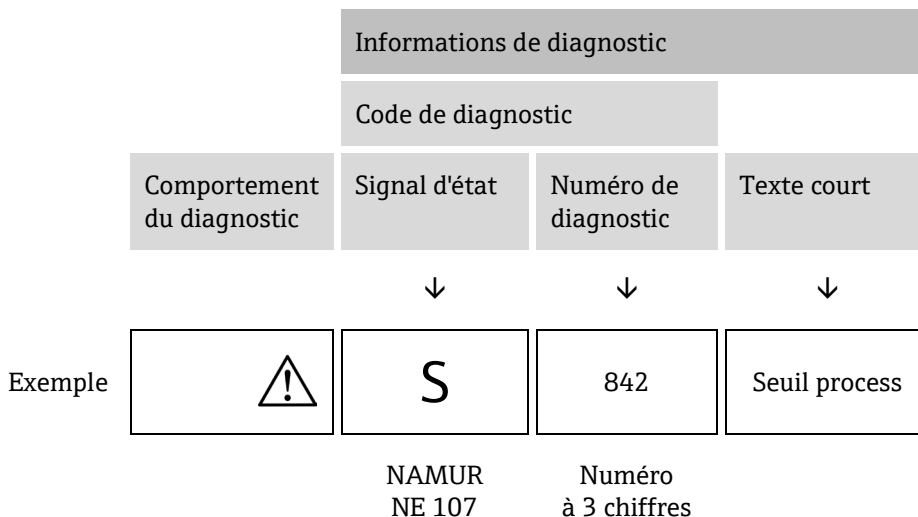 Informations de diagnostic
Code de diagnostic
Comportement
du diagnostic
Signal d'état
Numéro de
diagnostic
Texte court
Exemple
S
842
Seuil process
NAMUR
NE 107
Numéro
à 3 chiffres